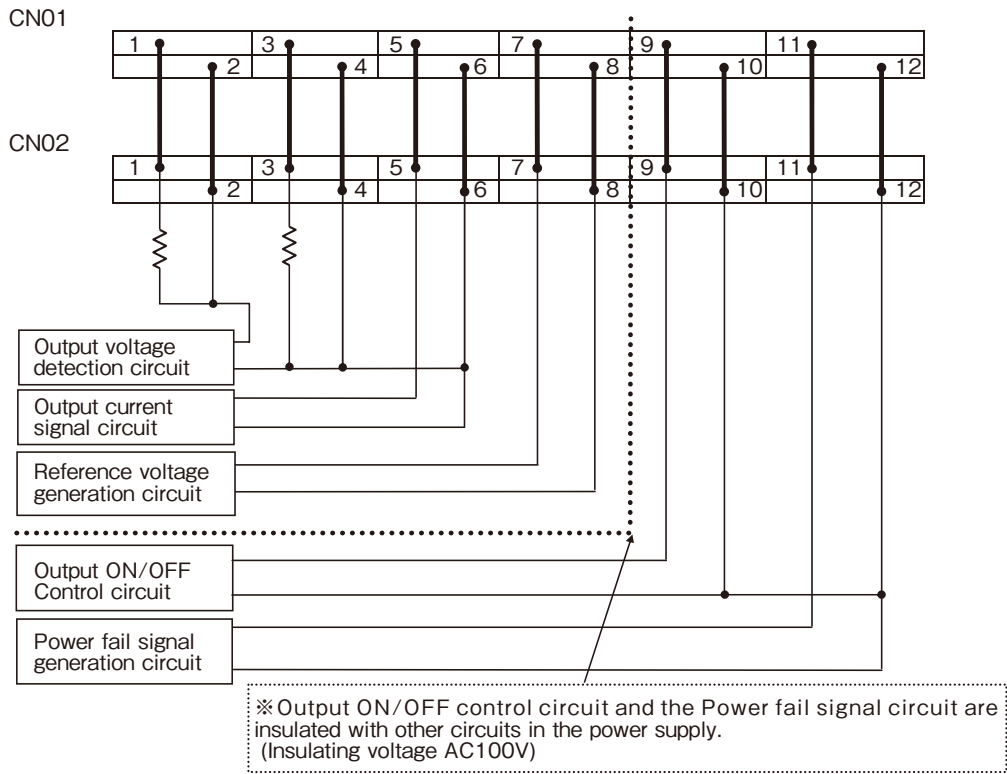 CN01
1 3 5 7 9 11
2 4 6 8 10 12
CN02
1 3 5 7 9 11
2 4 6 8 10 12
Output voltage
detection circuit
Output current
signal circuit
Reference voltage
generation circuit
Output ON/OFF
Control circuit
Power fail signal
generation circuit
※Output ON/OFF control circuit and the Power fail signal circuit are
insulated with other circuits in the power supply.
(Insulating voltage AC100V)